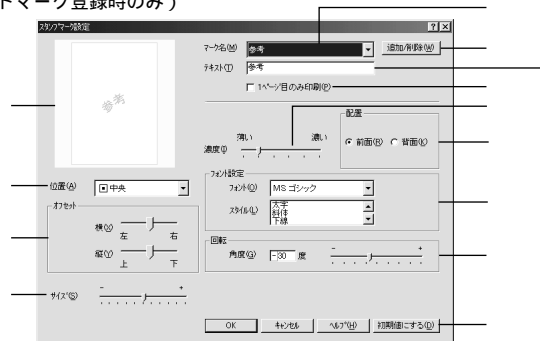 ドマーク登録時のみ）
スタンプマーク設定
マーク名(M) 参考 追加/削除(W)
テキスト(T) 参考
1ページ目のみ印刷(P)
参考
配置
薄い 濃い
濃度(I)
前面(R) 背面(K)
位置(A) 中央
フォント設定
フォント(O) MS ゴシック
スタイル(L) 太字
斜体
下線
オフセット
横(X)
左 右
縦(Y)
上 下
回転
角度(G) -30 度 - +
サイズ(S) - +
OK キャンセル ヘルプ(H) 初期値にする(D)